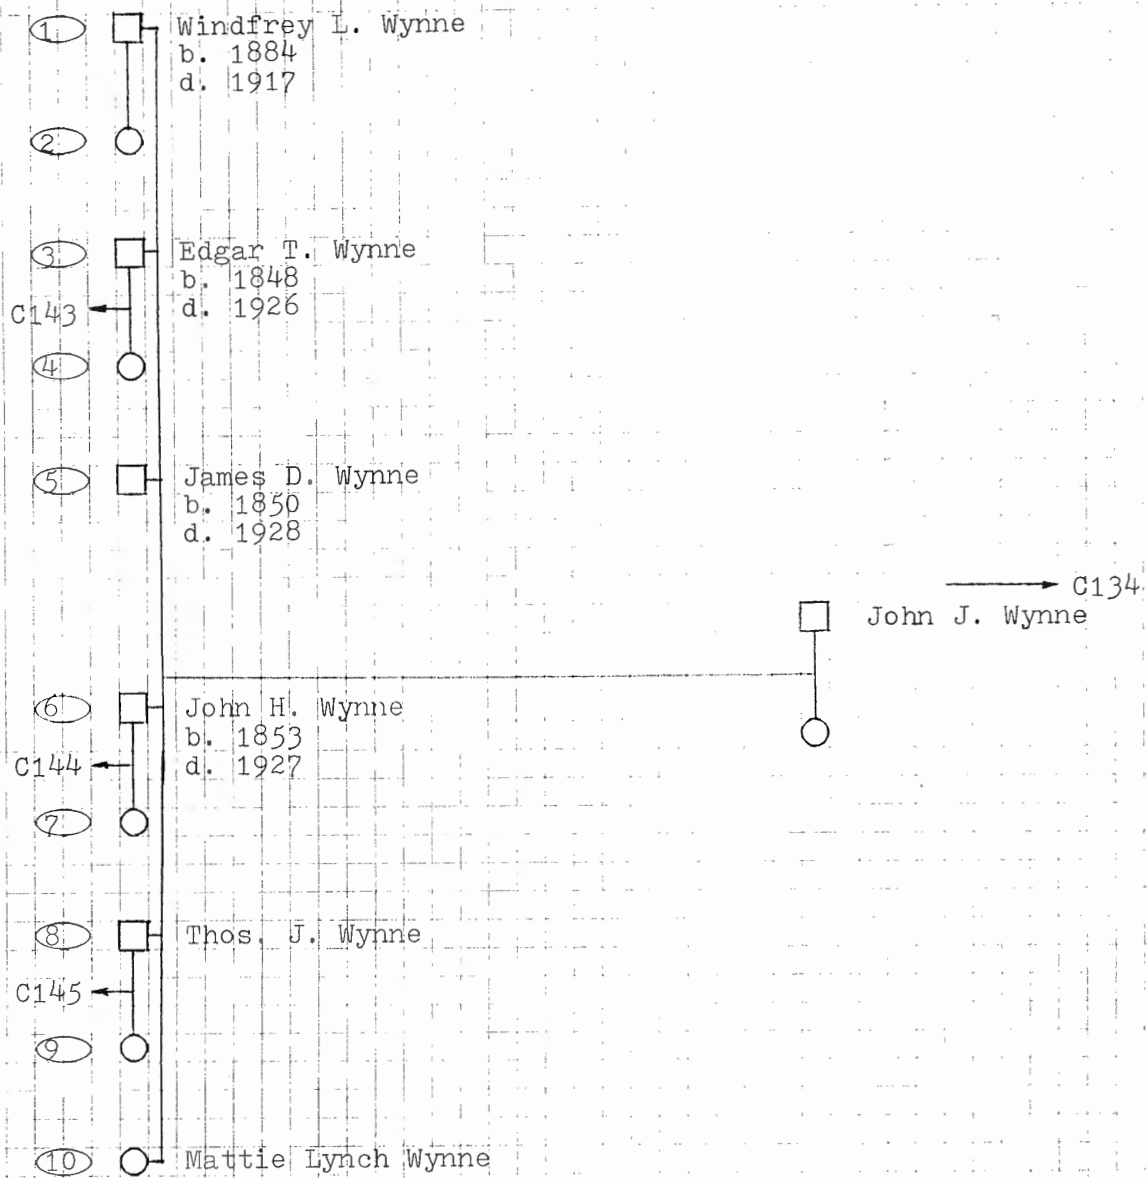 1
Windfrey L. Wynne
b. 1884
d. 1917
2
3
Edgar T. Wynne
b. 1848
d. 1926
C143
4
5
James D. Wynne
b. 1850
d. 1928
C134
John J. Wynne
6
John H. Wynne
b. 1853
d. 1927
C144
7
8
Thos. J. Wynne
C145
9
10
Mattie Lynch Wynne